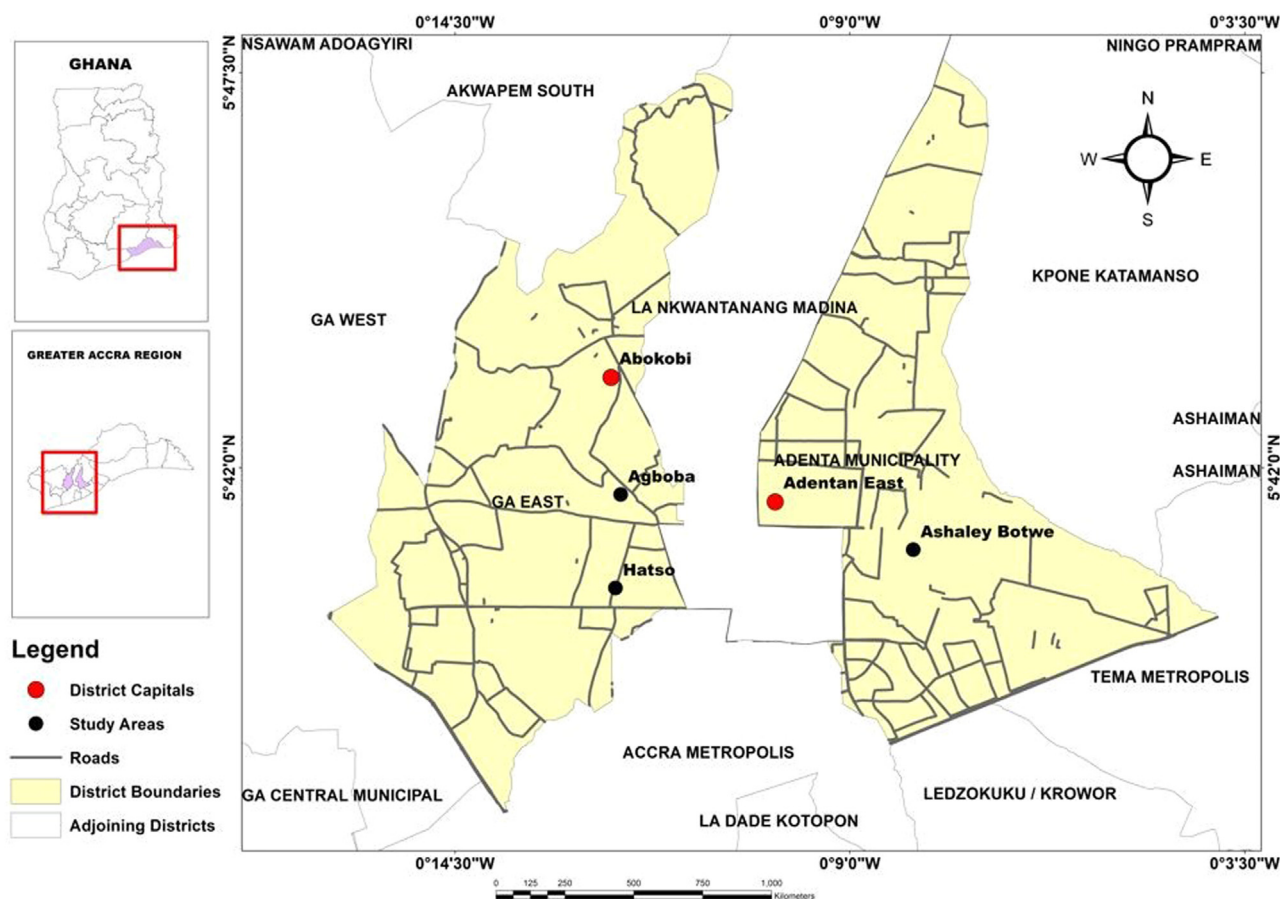 0°14'30"W
0°9'0"W
0°3'30"W
5°47'30"N
5°42'0"N
5°42'0"N
GHANA
GREATER ACCRA REGION
NSAWAM ADOAGYIRI
NINGO PRAMPRAM
AKWAPEM SOUTH
N
W
E
S
KPONE KATAMANSO
GA WEST
LA NKWANTANANG MADINA
Abokobi
ASHAIMAN
ADENTA MUNICIPALITY
ASHAIMAN
Agboba
Adentan East
GA EAST
Ashaley Botwe
Hatso
TEMA METROPOLIS
ACCRA METROPOLIS
GA CENTRAL MUNICIPAL
LEDZOKUKU / KROWOR
LA DADE KOTOPON
Legend
District Capitals
Study Areas
Roads
District Boundaries
Adjoining Districts
0°14'30"W
0°9'0"W
0°3'30"W
0 125 250 500 750 1,000
Kilometers